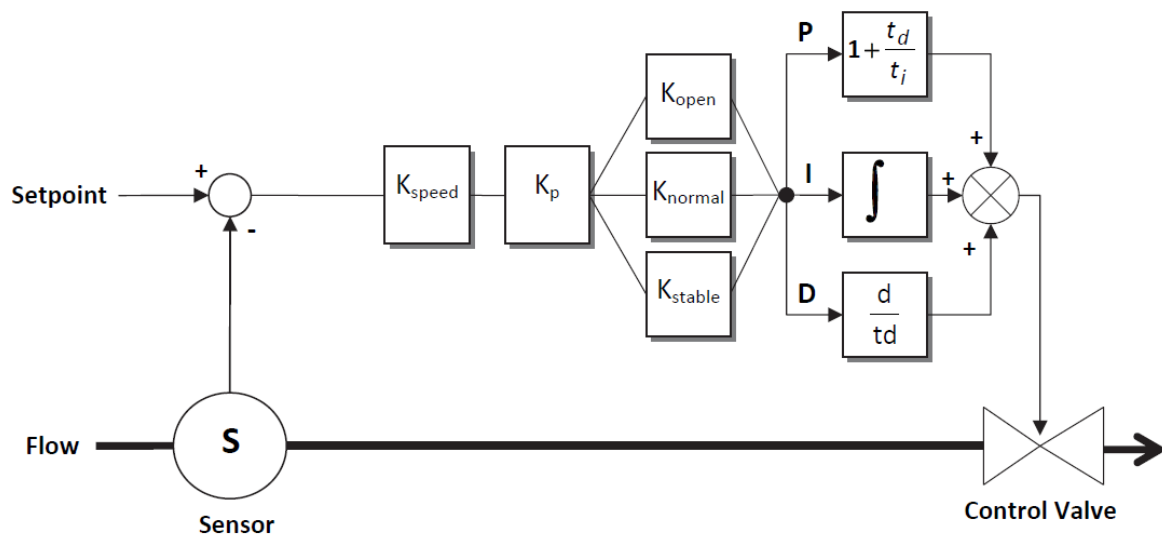 P
1 + t_d / t_i
K_open
+
+
Setpoint
K_speed
K_p
K_normal
I
∫
+
-
+
K_stable
D
d / td
Flow
S
Sensor
Control Valve